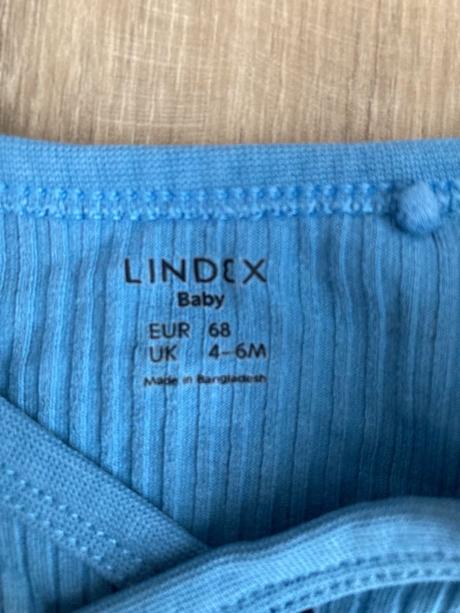 LINDEX
Baby
EUR 68
UK 4-6M
Made in Bangladesh